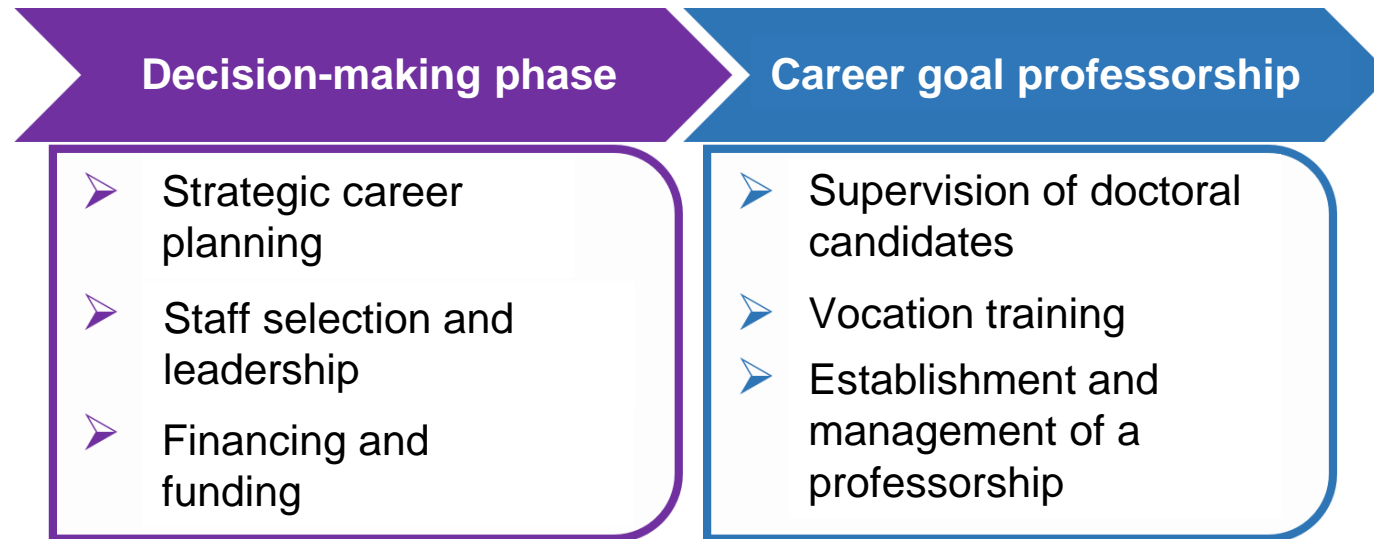 Decision-making phase
Strategic career
planning
Staff selection and
leadership
Financing and
funding
Career goal professorship
Supervision of doctoral
candidates
Vocation training
Establishment and
management of a
professorship